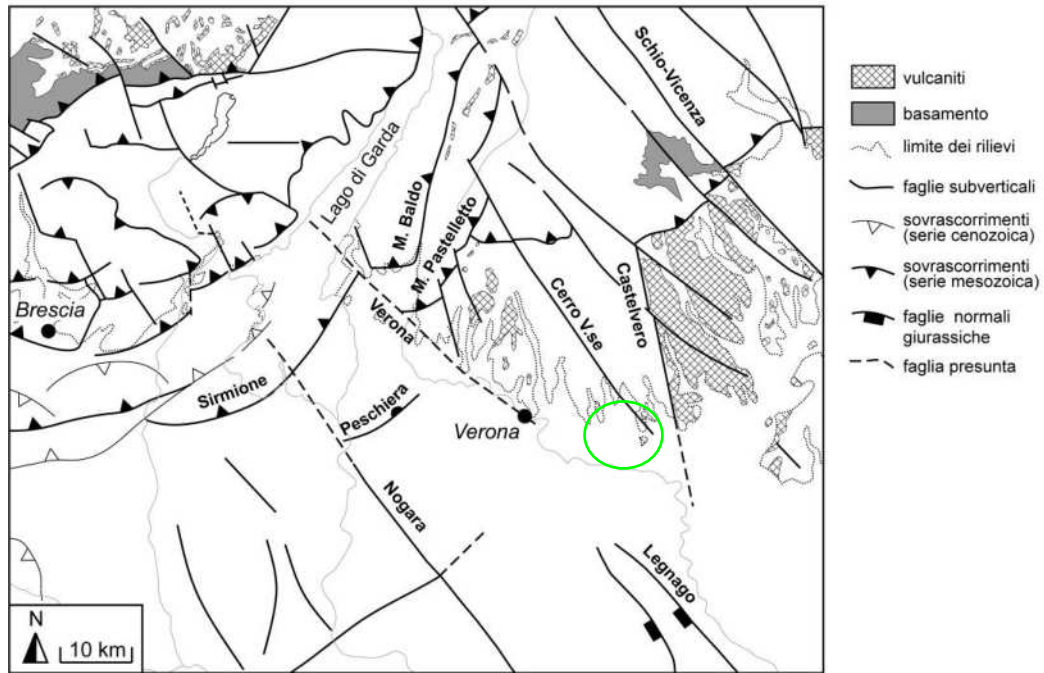 Schio-Vicenza
Lago di Garda
M. Baldo
M. Pastelletto
Brescia
Verona
Cerro V.se
Castelvero
Sirmione
Peschiera
Verona
Nogara
Legnago
N
10 km
vulcaniti
basamento
limite dei rilievi
faglie subverticali
sovrascorrimenti
(serie cenozoica)
sovrascorrimenti
(serie mesozoica)
faglie normali
giurassiche
faglia presunta